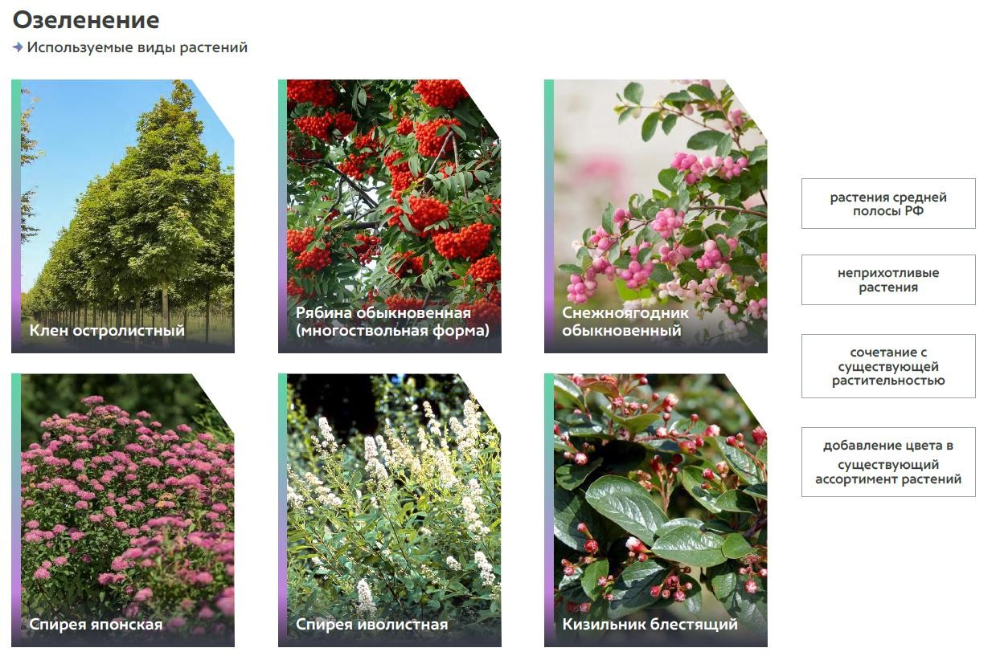 Озеленение
Используемые виды растений
Клен остролистный
Рябина обыкновенная
(многоствольная форма)
Снежноягодник
обыкновенный
Спирея японская
Спирея иволистная
Кизильник блестящий
растения средней
полосы РФ
неприхотливые
растения
сочетание с
существующей
растительностью
добавление цвета в
существующий
ассортимент растений